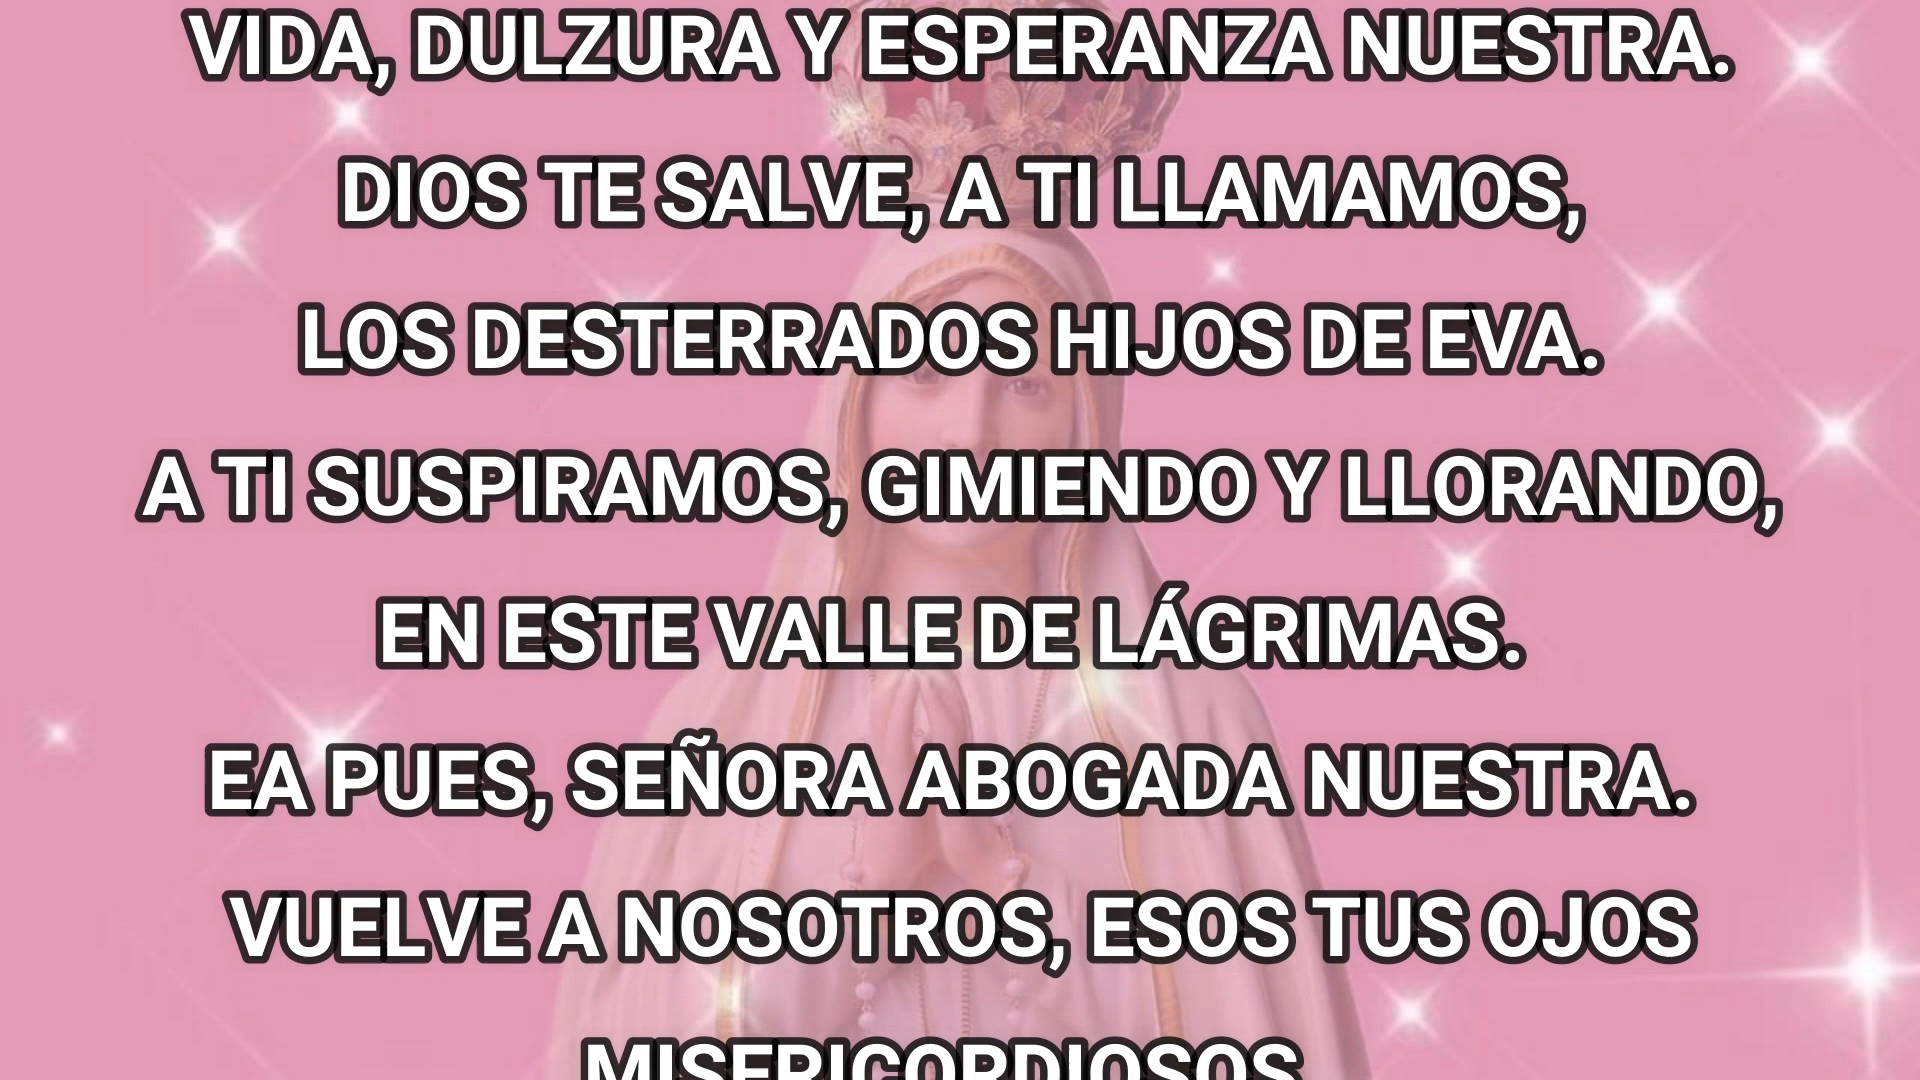 VIDA, DULZURA Y ESPERANZA NUESTRA.
DIOS TE SALVE, A TI LLAMAMOS,
LOS DESTERRADOS HIJOS DE EVA.
A TI SUSPIRAMOS, GIMIENDO Y LLORANDO,
EN ESTE VALLE DE LÁGRIMAS.
EA PUES, SEÑORA ABOGADA NUESTRA.
VUELVE A NOSOTROS, ESOS TUS OJOS
MISERICORDIOSOS